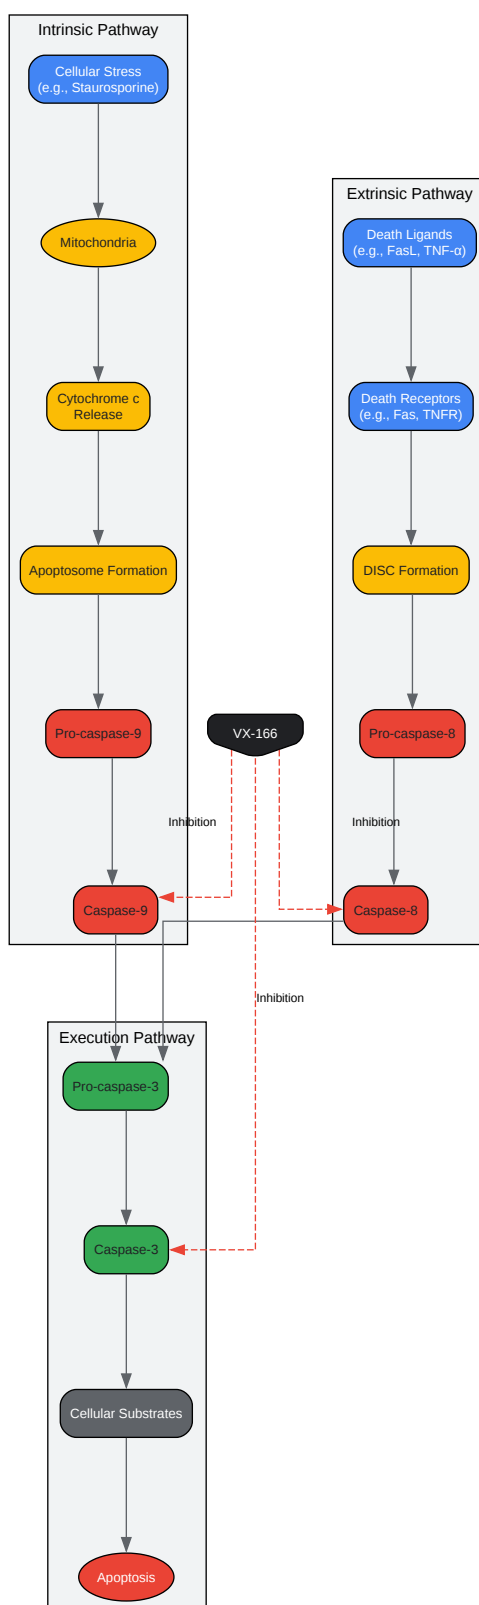 Intrinsic Pathway
Cellular Stress
(e.g., Staurosporine)
Mitochondria
Cytochrome c
Release
Apoptosome Formation
Pro-caspase-9
Caspase-9
Extrinsic Pathway
Death Ligands
(e.g., FasL, TNF-α)
Death Receptors
(e.g., Fas, TNFR)
DISC Formation
Pro-caspase-8
Caspase-8
VX-166
Inhibition
Inhibition
Inhibition
Execution Pathway
Pro-caspase-3
Caspase-3
Cellular Substrates
Apoptosis